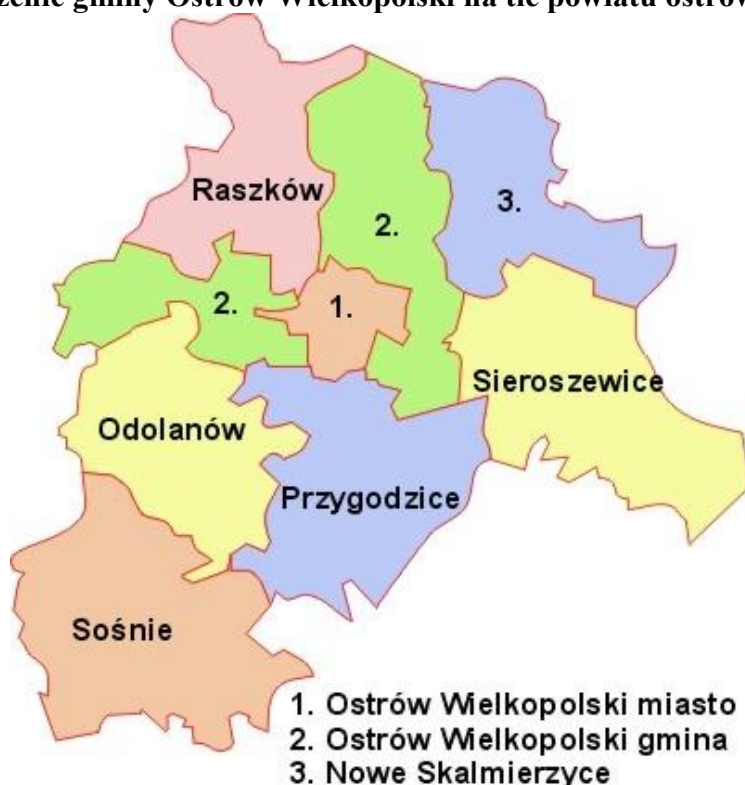 gminy Ostrów Wielkopolski na tle powiatu
Raszków
3.
2.
2.
1.
Sieroszewice
Odolanów
Przygodzice
Sośnie
1. Ostrów Wielkopolski miasto
2. Ostrów Wielkopolski gmina
3. Nowe Skalmierzyce